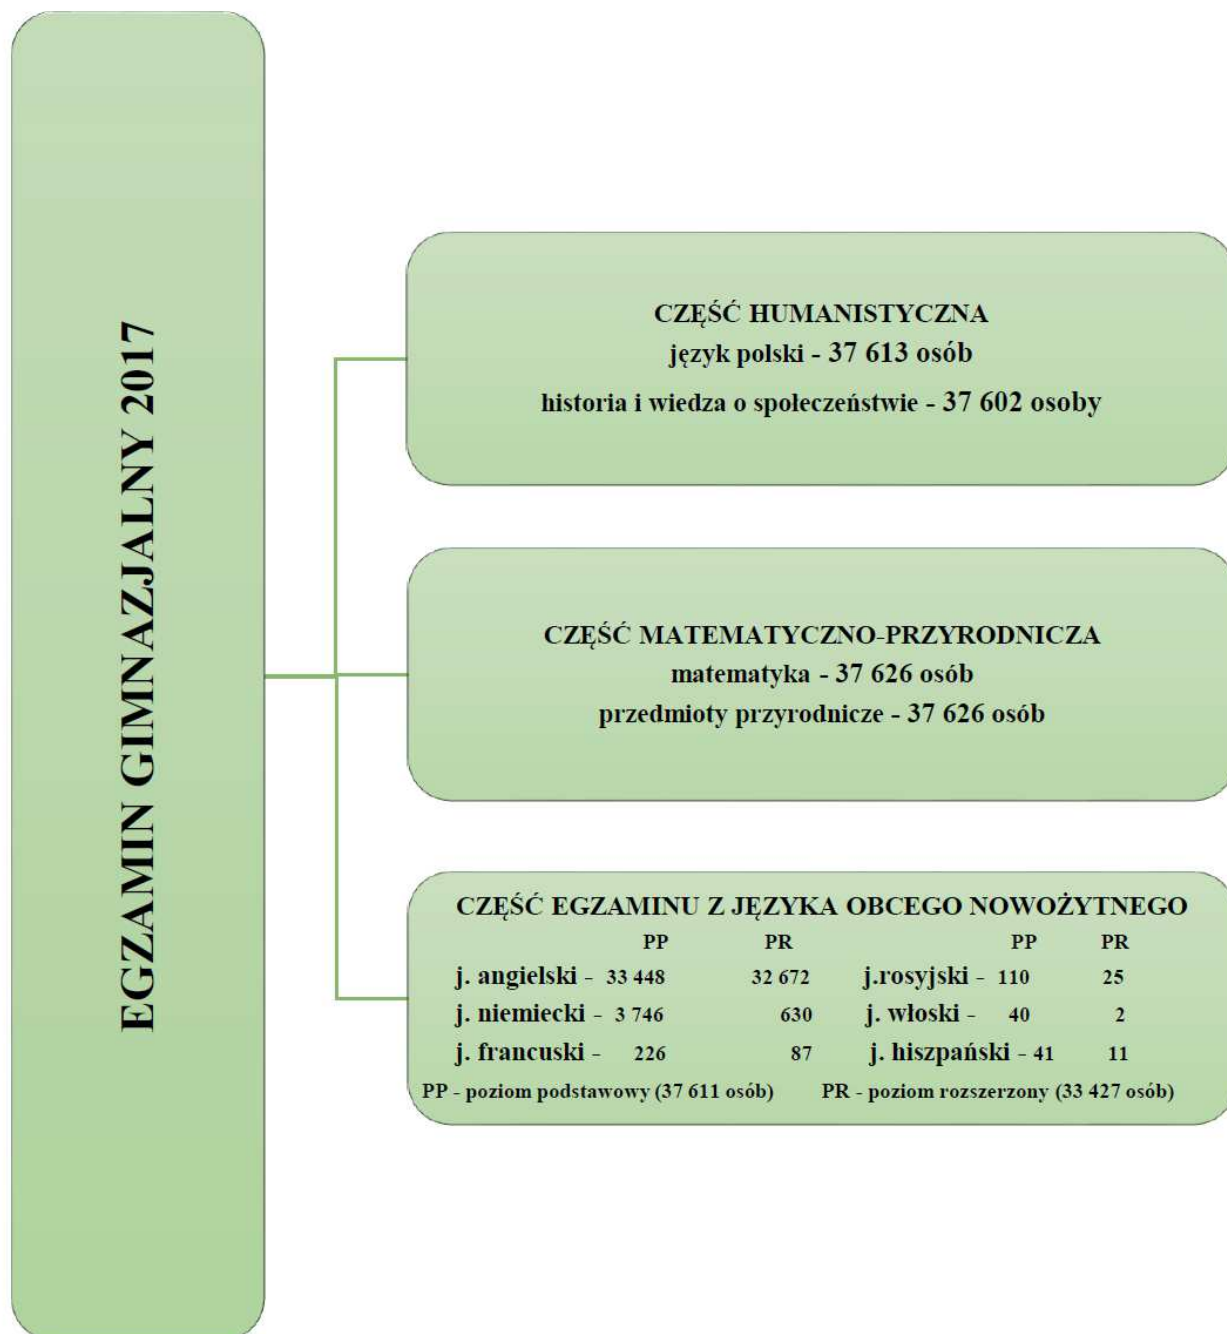 EGZAMIN GIMNAZJALNY 2017
CZĘŚĆ HUMANISTYCZNA
język polski - 37 613 osób
historia i wiedza o społeczeństwie - 37 602 osoby
CZĘŚĆ MATEMATYCZNO-PRZYRODNICZA
matematyka - 37 626 osób
przedmioty przyrodnicze - 37 626 osób
CZĘŚĆ EGZAMINU Z JĘZYKA OBCEGO NOWOŻYTNEGO
PP PR PP PR
j. angielski - 33 448 32 672 j.rosyjski - 110 25
j. niemiecki - 3 746 630 j. włoski - 40 2
j. francuski - 226 87 j. hiszpański - 41 11
PP - poziom podstawowy (37 611 osób) PR - poziom rozszerzony (33 427 osób)